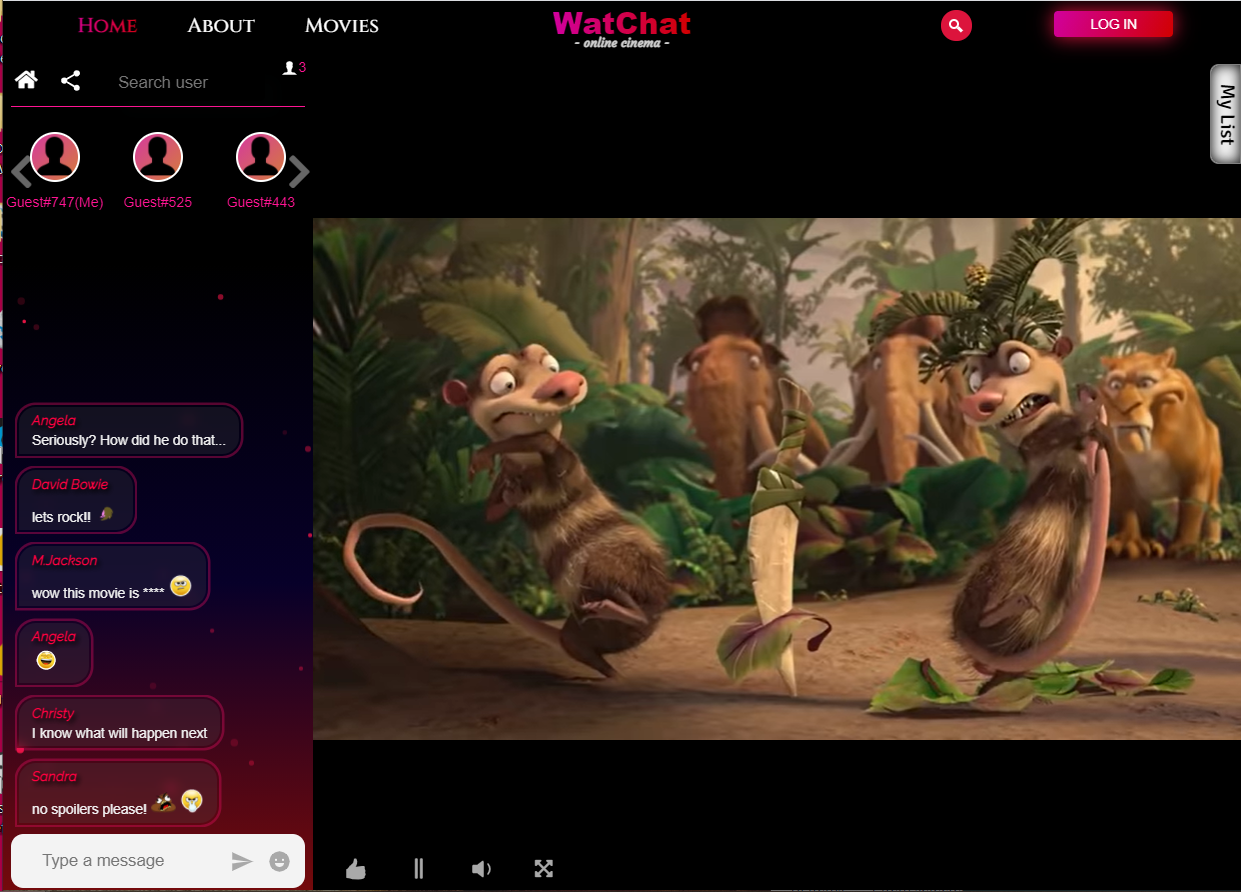 Home About Movies
WatChat
- online cinema -
LOG IN
Search user
3
My List
Guest#747(Me) Guest#525 Guest#443
Angela
Seriously? How did he do that...
David Bowie
lets rock!!
M.Jackson
wow this movie is ****
Angela
Christy
I know what will happen next
Sandra
no spoilers please!
Type a message